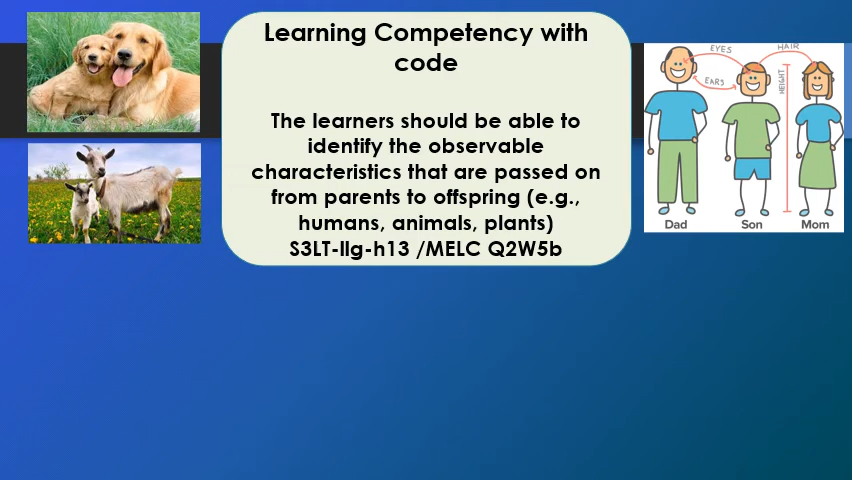 Learning Competency with
code
The learners should be able to
identify the observable
characteristics that are passed on
from parents to offspring (e.g.,
humans, animals, plants)
S3LT-llg-h13 /MELC Q2W5b
EYES
HAIR
EARS
HEIGHT
Dad
Son
Mom